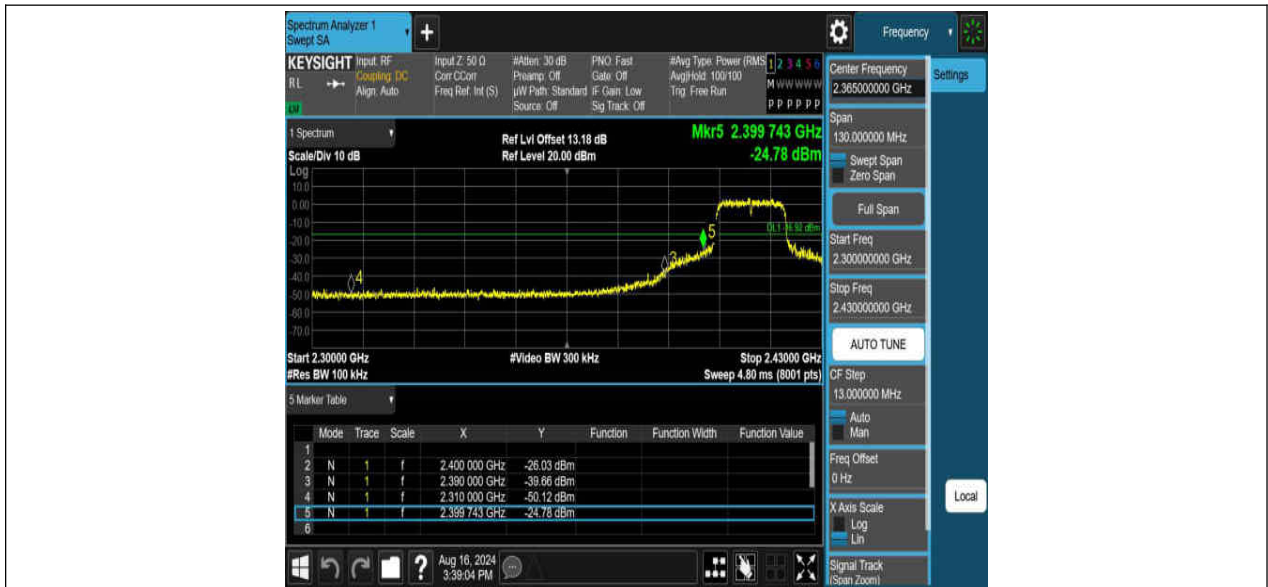 Spectrum Analyzer 1
Swept SA
+
Frequency
KEYSIGHT
RL
Input: RF
Coupling: DC
Align: Auto
Input Z: 50 Ω
Corr CCorr
Freq Ref: Int (S)
#Atten: 30 dB
Preamp: Off
µW Path: Standard
Source: Off
PNO: Fast
Gate: Off
IF Gain: Low
Sig Track: Off
#Avg Type: Power (RMS
Avg|Hold: 100/100
Trig: Free Run
1 2 3 4 5 6
M W W W W W
P P P P P P
1 Spectrum
Scale/Div 10 dB
Ref Lvl Offset 13.18 dB
Ref Level 20.00 dBm
Mkr5 2.399 743 GHz
-24.78 dBm
Log
10.0
0.00
-10.0
-20.0
-30.0
-40.0
-50.0
-60.0
-70.0
5
3
4
Start 2.30000 GHz
#Res BW 100 kHz
#Video BW 300 kHz
Stop 2.43000 GHz
Sweep 4.80 ms (8001 pts)
5 Marker Table
Mode Trace Scale X Y Function Function Width Function Value
1
2 N 1 f 2.400 000 GHz -26.03 dBm
3 N 1 f 2.390 000 GHz -39.66 dBm
4 N 1 f 2.310 000 GHz -50.12 dBm
5 N 1 f 2.399 743 GHz -24.78 dBm
6
?
Aug 16, 2024
3:39:04 PM
Center Frequency
2.365000000 GHz
Span
130.000000 MHz
Swept Span
Zero Span
Full Span
Start Freq
2.300000000 GHz
Stop Freq
2.430000000 GHz
AUTO TUNE
CF Step
13.000000 MHz
Auto
Man
Freq Offset
0 Hz
X Axis Scale
Log
Lin
Signal Track
(Span Zoom)
Settings
Local